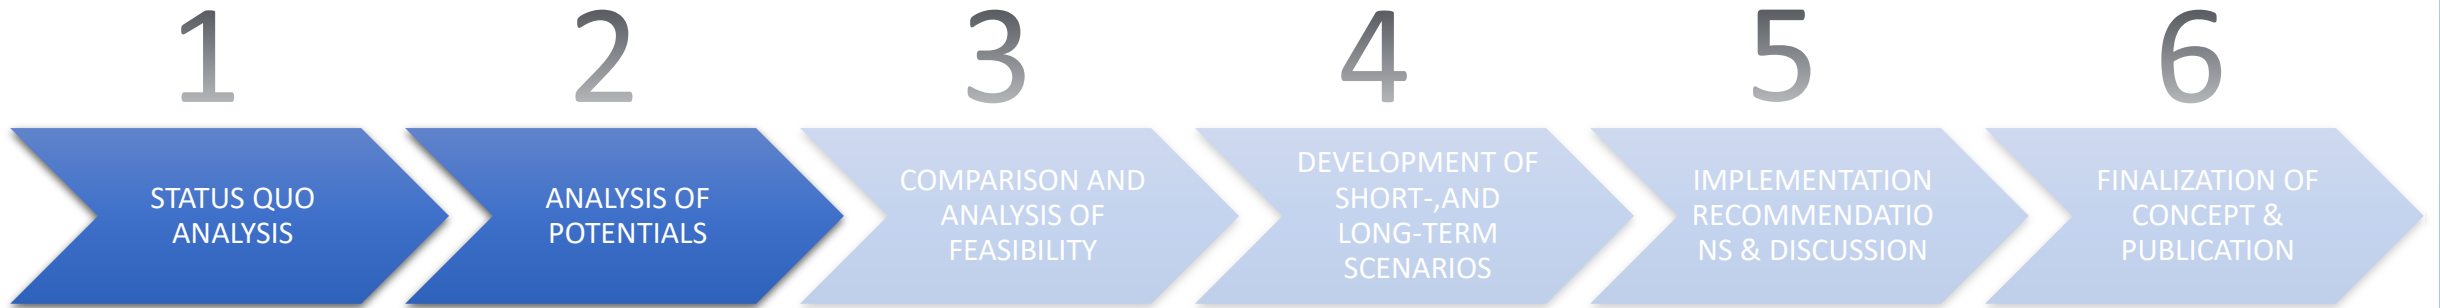 1 2 3 4 5 6
STATUS QUO
ANALYSIS
ANALYSIS OF
POTENTIALS
COMPARISON AND
ANALYSIS OF
FEASIBILITY
DEVELOPMENT OF
SHORT-,AND
LONG-TERM
SCENARIOS
IMPLEMENTATION
RECOMMENDATIO
NS & DISCUSSION
FINALIZATION OF
CONCEPT &
PUBLICATION